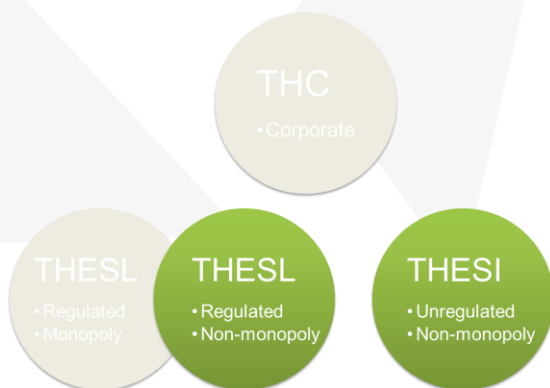 THC
• Corporate
THESL
• Regulated
• Monopoly
THESL
• Regulated
• Non-monopoly
THESI
• Unregulated
• Non-monopoly